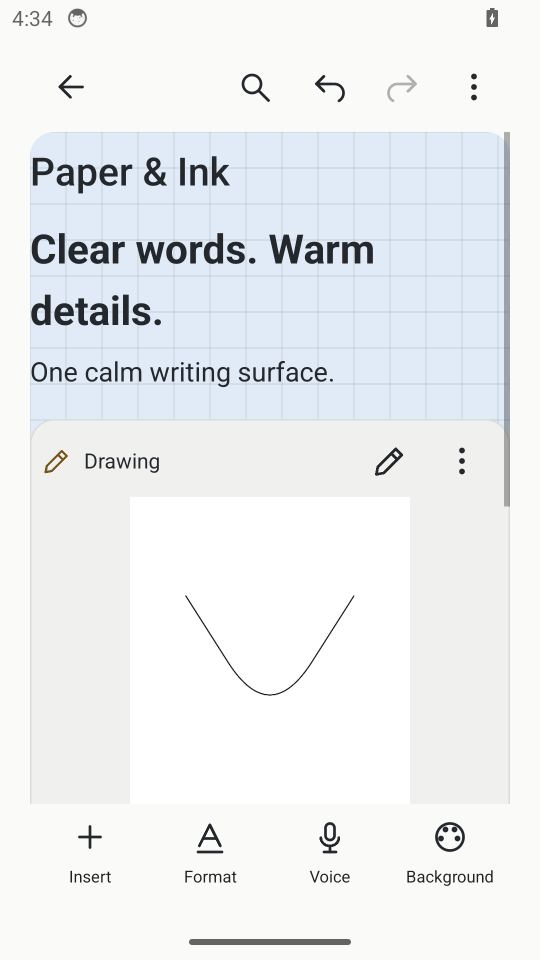 4:34
Paper & Ink
Clear words. Warm
details.
One calm writing surface.
Drawing
Insert
Format
Voice
Background